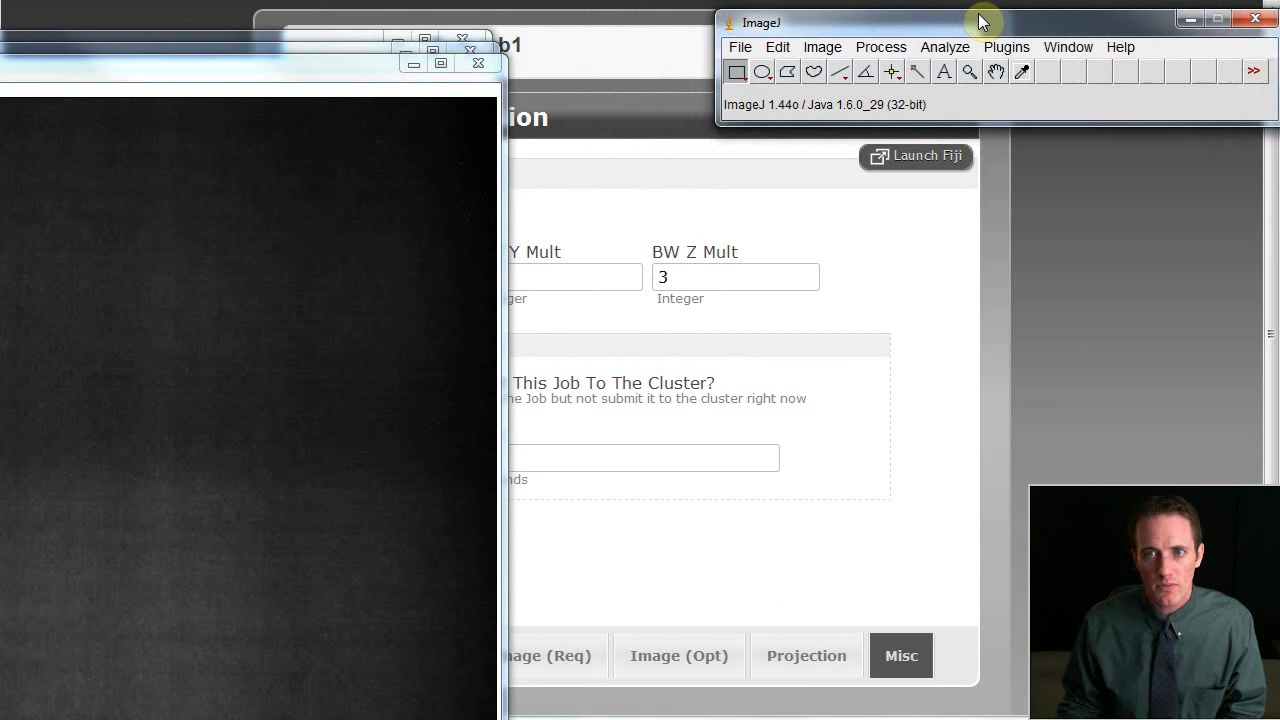 ImageJ
File Edit Image Process Analyze Plugins Window Help
>>
ImageJ 1.44o / Java 1.6.0_29 (32-bit)
b1
ion
Launch Fiji
Y Mult
BW Z Mult
3
ger
Integer
This Job To The Cluster?
he Job but not submit it to the cluster right now
nds
mage (Req)
Image (Opt)
Projection
Misc